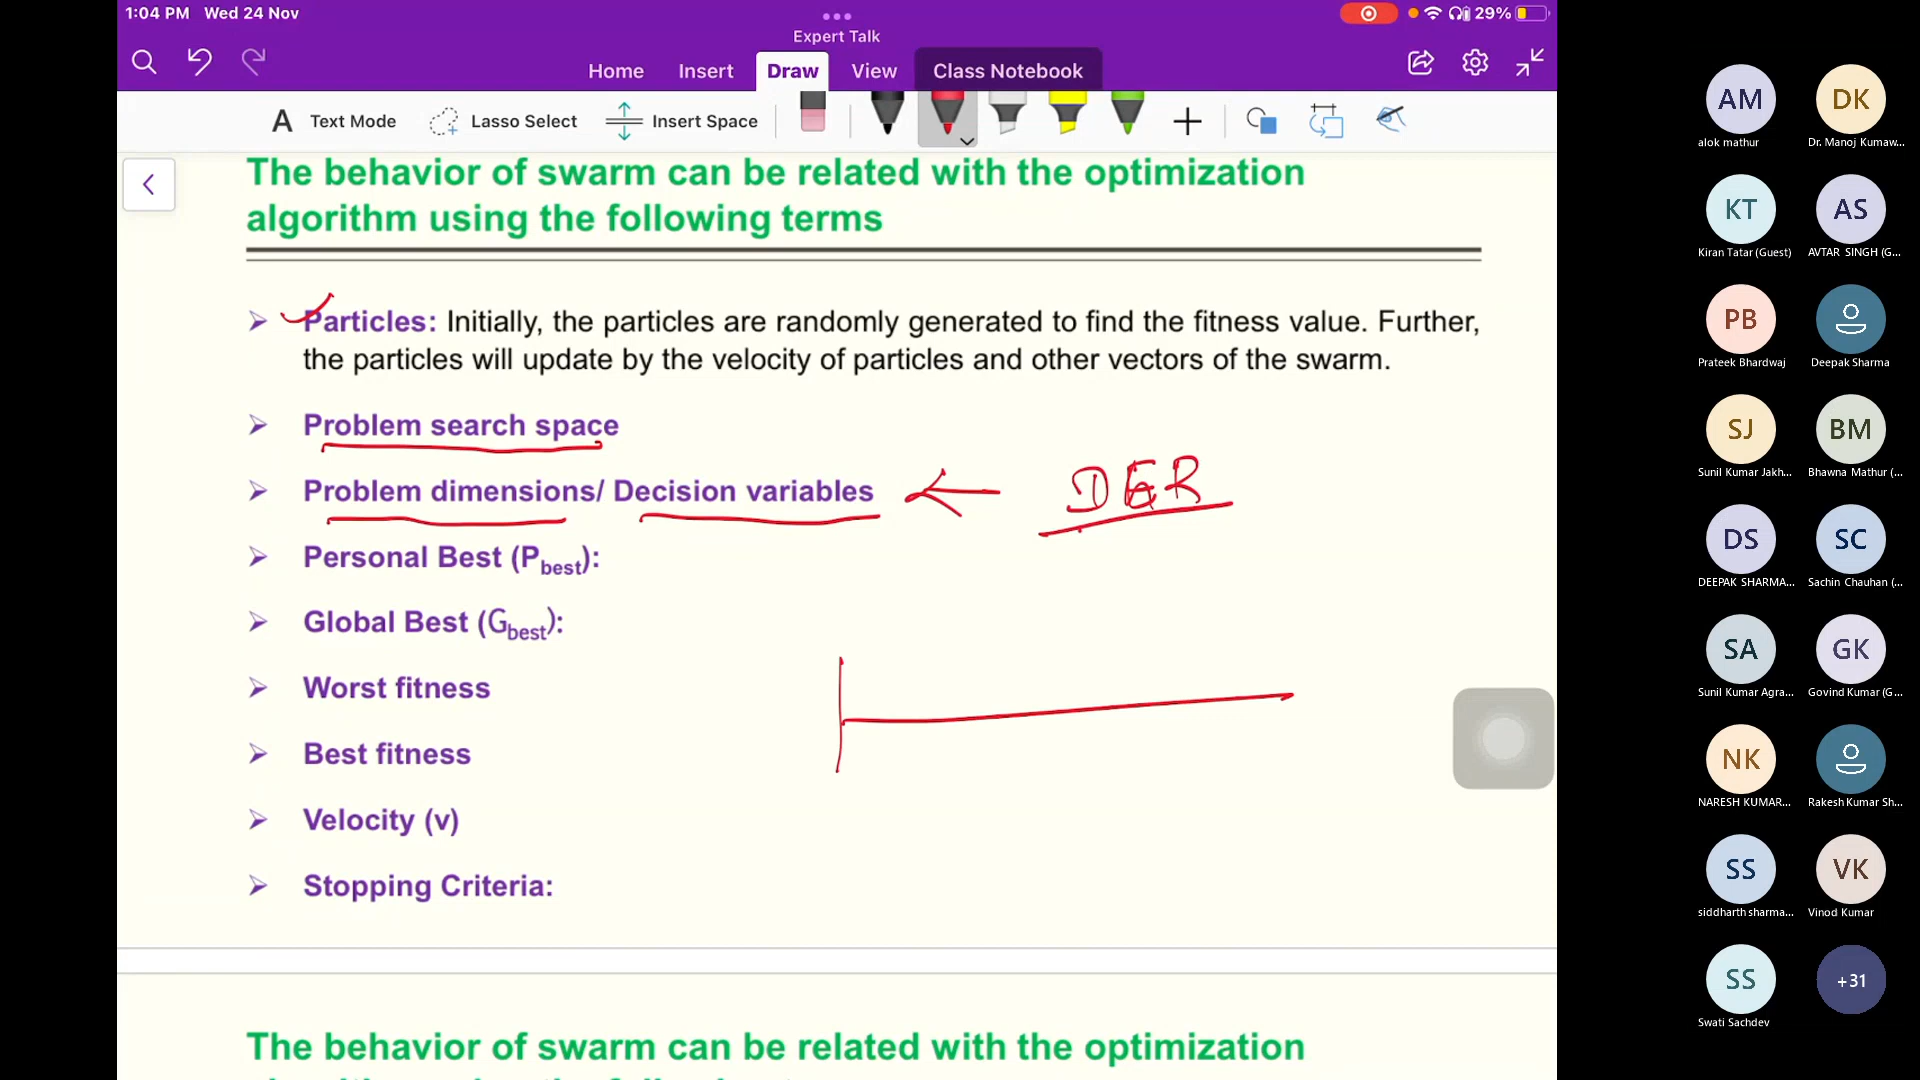 1:04 PM Wed 24 Nov
29%
Expert Talk
Home Insert Draw View Class Notebook
A Text Mode Lasso Select Insert Space
The behavior of swarm can be related with the optimization
algorithm using the following terms
Particles: Initially, the particles are randomly generated to find the fitness value. Further,
the particles will update by the velocity of particles and other vectors of the swarm.
Problem search space
Problem dimensions/ Decision variables
DER
Personal Best (Pbest):
Global Best (Gbest):
Worst fitness
Best fitness
Velocity (v)
Stopping Criteria:
The behavior of swarm can be related with the optimization
AM DK
alok mathur Dr. Manoj Kumaw...
KT AS
Kiran Tatar (Guest) AVTAR SINGH (G...
PB
Prateek Bhardwaj Deepak Sharma
SJ BM
Sunil Kumar Jakh... Bhawna Mathur (...
DS SC
DEEPAK SHARMA... Sachin Chauhan (...
SA GK
Sunil Kumar Agra... Govind Kumar (G...
NK
NARESH KUMAR... Rakesh Kumar Sh...
SS VK
siddharth sharma... Vinod Kumar
SS +31
Swati Sachdev